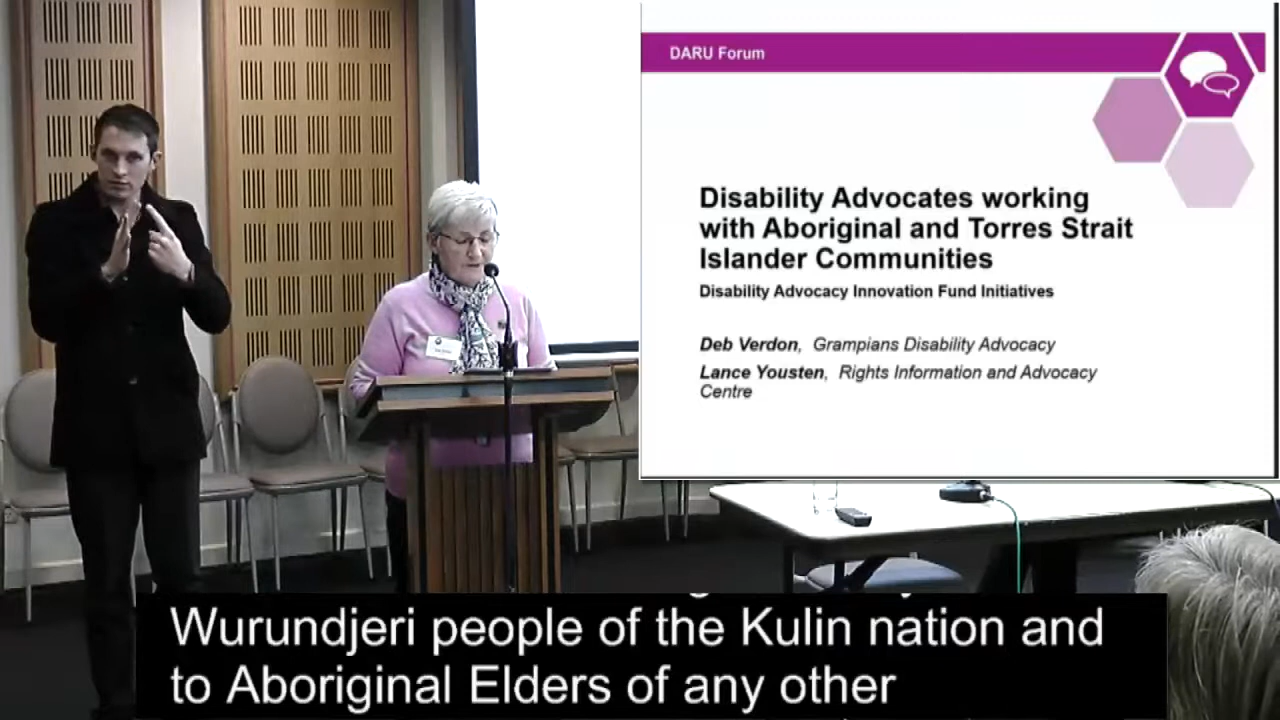 DARU Forum
Disability Advocates working
with Aboriginal and Torres Strait
Islander Communities
Disability Advocacy Innovation Fund Initiatives
Deb Verdon, Grampians Disability Advocacy
Lance Yousten, Rights Information and Advocacy
Centre
Wurundjeri people of the Kulin nation and
to Aboriginal Elders of any other